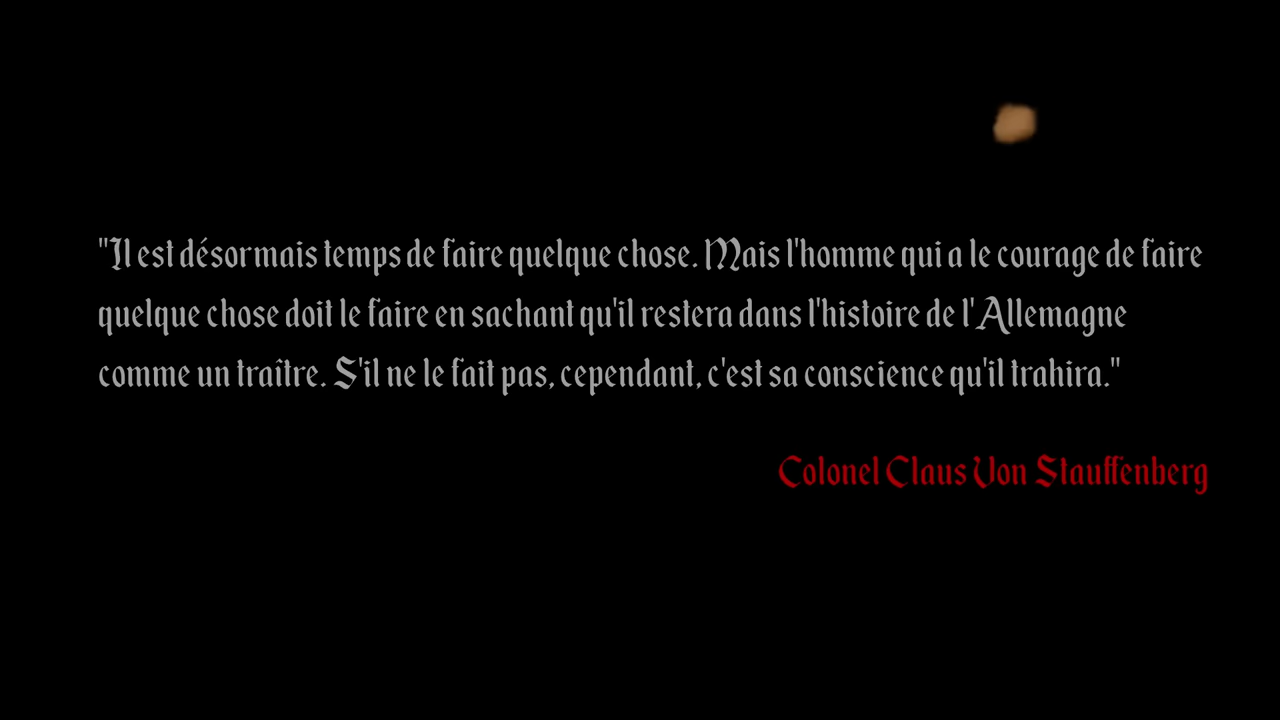 "Il est désormais temps de faire quelque chose. Mais l'homme qui a le courage de faire
quelque chose doit le faire en sachant qu'il restera dans l'histoire de l'Allemagne
comme un traître. S'il ne le fait pas, cependant, c'est sa conscience qu'il trahira."
Colonel Claus Von Stauffenberg